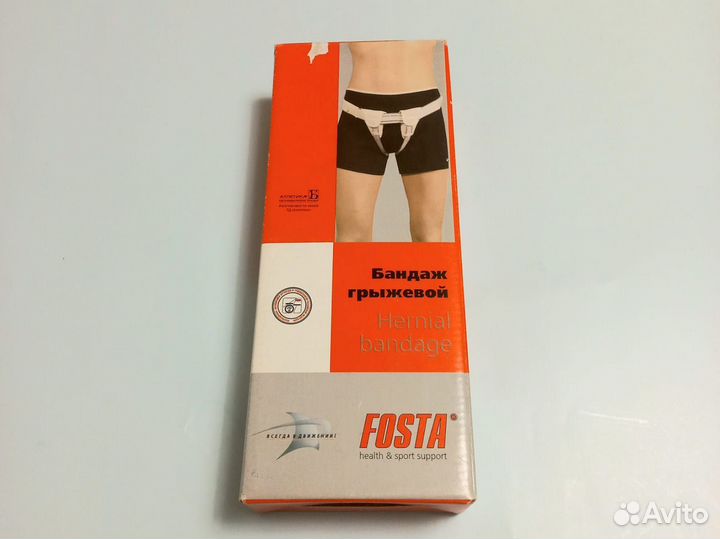 Бандаж
грыжевой
Hernial
bandage
ВСЕГДА В ДВИЖЕНИИ!
FOSTA®
health & sport support
Avito